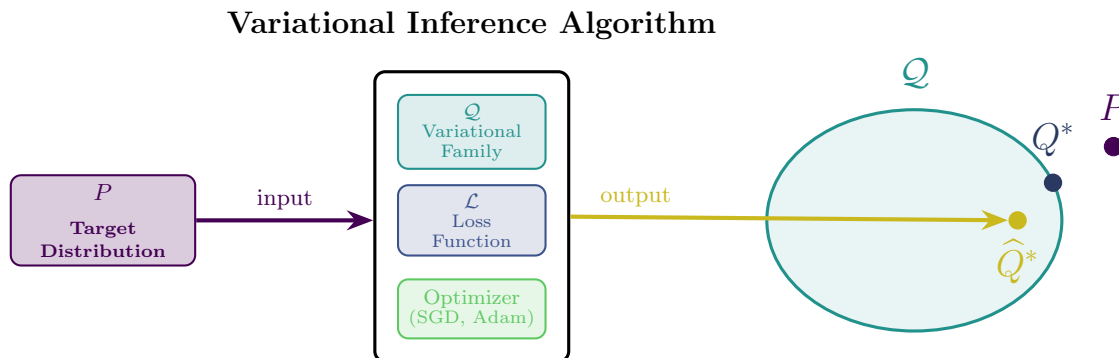 Variational Inference Algorithm
P
Target
Distribution
input
𝒬
Variational
Family
ℒ
Loss
Function
Optimizer
(SGD, Adam)
output
𝒬
Q*
P
Q̂*